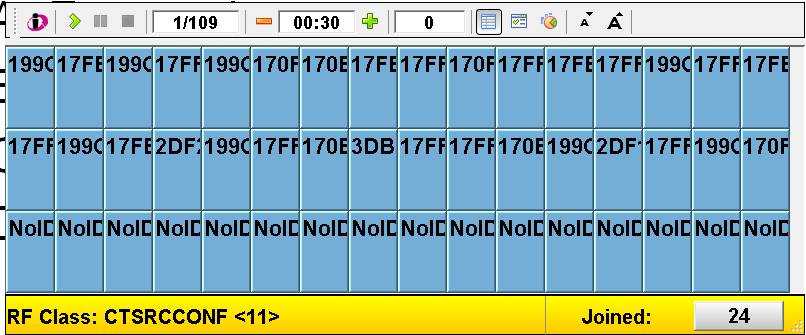 1/109 00:30 0 A A
199C 17FE 199C 17FF 199C 170F 170E 17FE 17FF 170F 17FF 17FE 17FF 199C 17FF 17FE
17FF 199C 17FE 2DF2 199C 17FF 170E 3DB 17FF 17FF 170E 199C 2DF 17FF 199C 170F
NoID NoID NoID NoID NoID NoID NoID NoID NoID NoID NoID NoID NoID NoID NoID NoID
RF Class: CTSRCCONF <11> Joined: 24